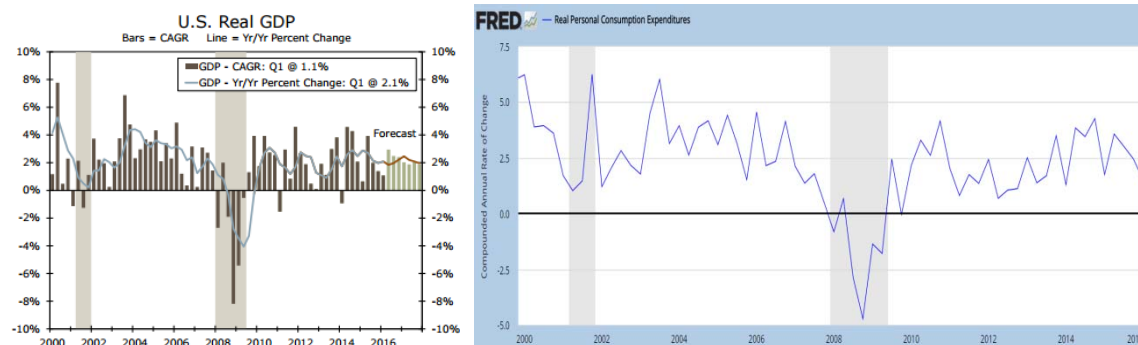 U.S. Real GDP
Bars = CAGR Line = Yr/Yr Percent Change
10% 10%
8% 8%
6% 6%
4% 4%
2% 2%
0% 0%
-2% -2%
-4% -4%
-6% -6%
-8% -8%
-10% -10%
GDP - CAGR: Q1 @ 1.1%
GDP - Yr/Yr Percent Change: Q1 @ 2.1%
Forecast
2000 2002 2004 2006 2008 2010 2012 2014 2016
FRED — Real Personal Consumption Expenditures
Compounded Annual Rate of Change
7.5
5.0
2.5
0.0
-2.5
-5.0
2000 2002 2004 2006 2008 2010 2012 2014 201